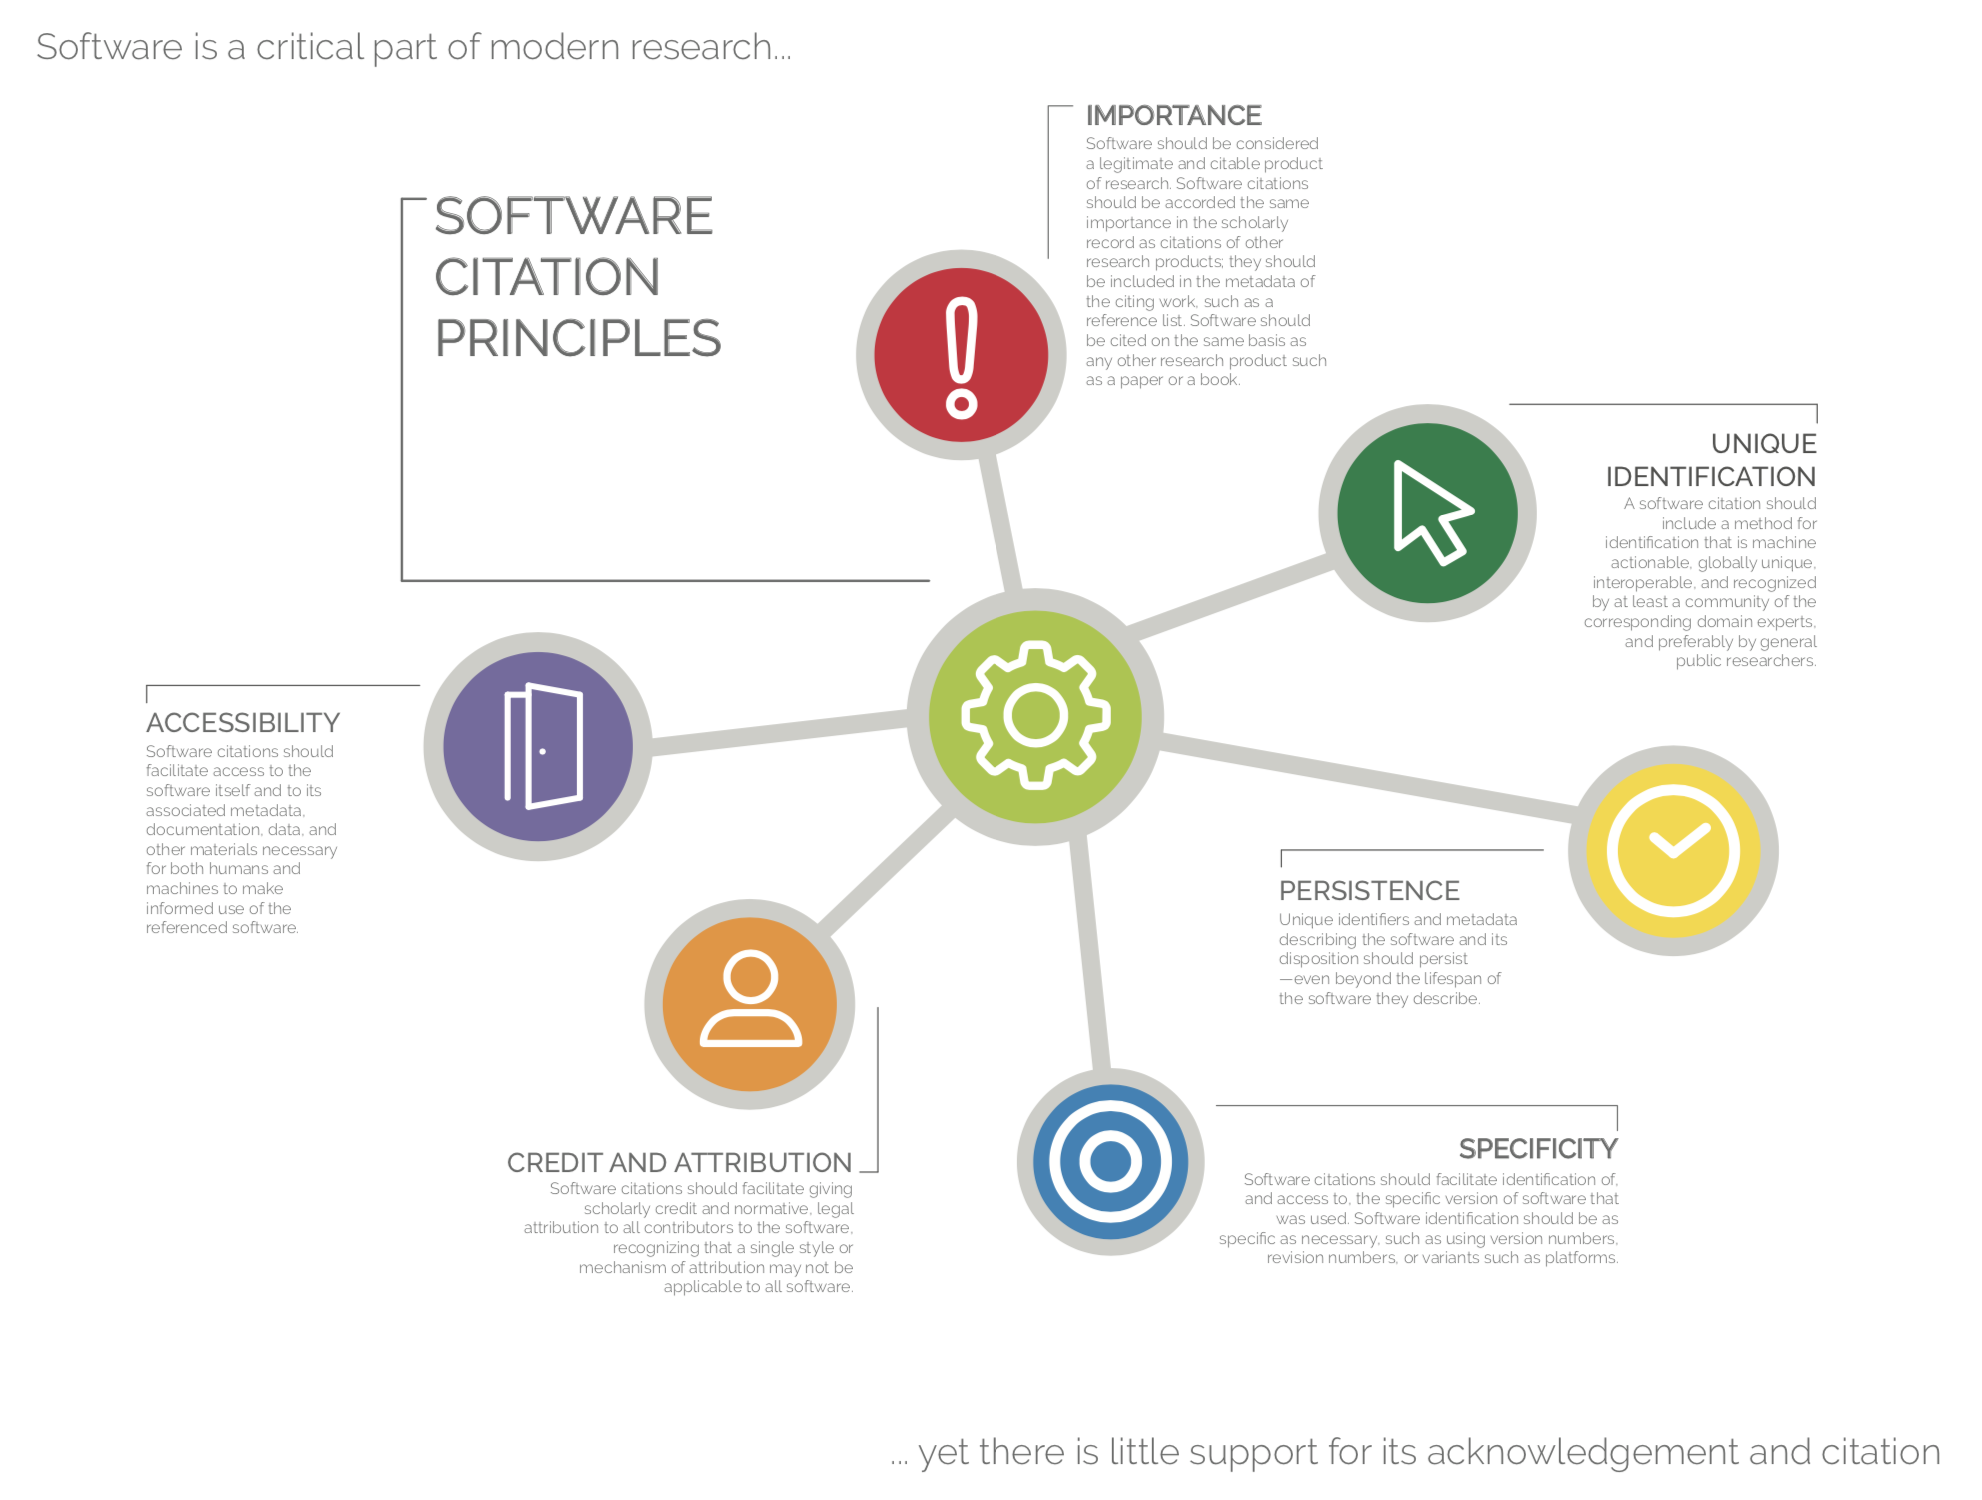 Software is a critical part of modern research...
SOFTWARE
CITATION
PRINCIPLES
IMPORTANCE
Software should be considered
a legitimate and citable product
of research. Software citations
should be accorded the same
importance in the scholarly
record as citations of other
research products; they should
be included in the metadata of
the citing work, such as a
reference list. Software should
be cited on the same basis as
any other research product such
as a paper or a book.
UNIQUE
IDENTIFICATION
A software citation should
include a method for
identification that is machine
actionable, globally unique,
interoperable, and recognized
by at least a community of the
corresponding domain experts,
and preferably by general
public researchers.
ACCESSIBILITY
Software citations should
facilitate access to the
software itself and to its
associated metadata,
documentation, data, and
other materials necessary
for both humans and
machines to make
informed use of the
referenced software.
PERSISTENCE
Unique identifiers and metadata
describing the software and its
disposition should persist
—even beyond the lifespan of
the software they describe.
CREDIT AND ATTRIBUTION
Software citations should facilitate giving
scholarly credit and normative, legal
attribution to all contributors to the software,
recognizing that a single style or
mechanism of attribution may not be
applicable to all software.
SPECIFICITY
Software citations should facilitate identification of,
and access to, the specific version of software that
was used. Software identification should be as
specific as necessary, such as using version numbers,
revision numbers, or variants such as platforms.
... yet there is little support for its acknowledgement and citation